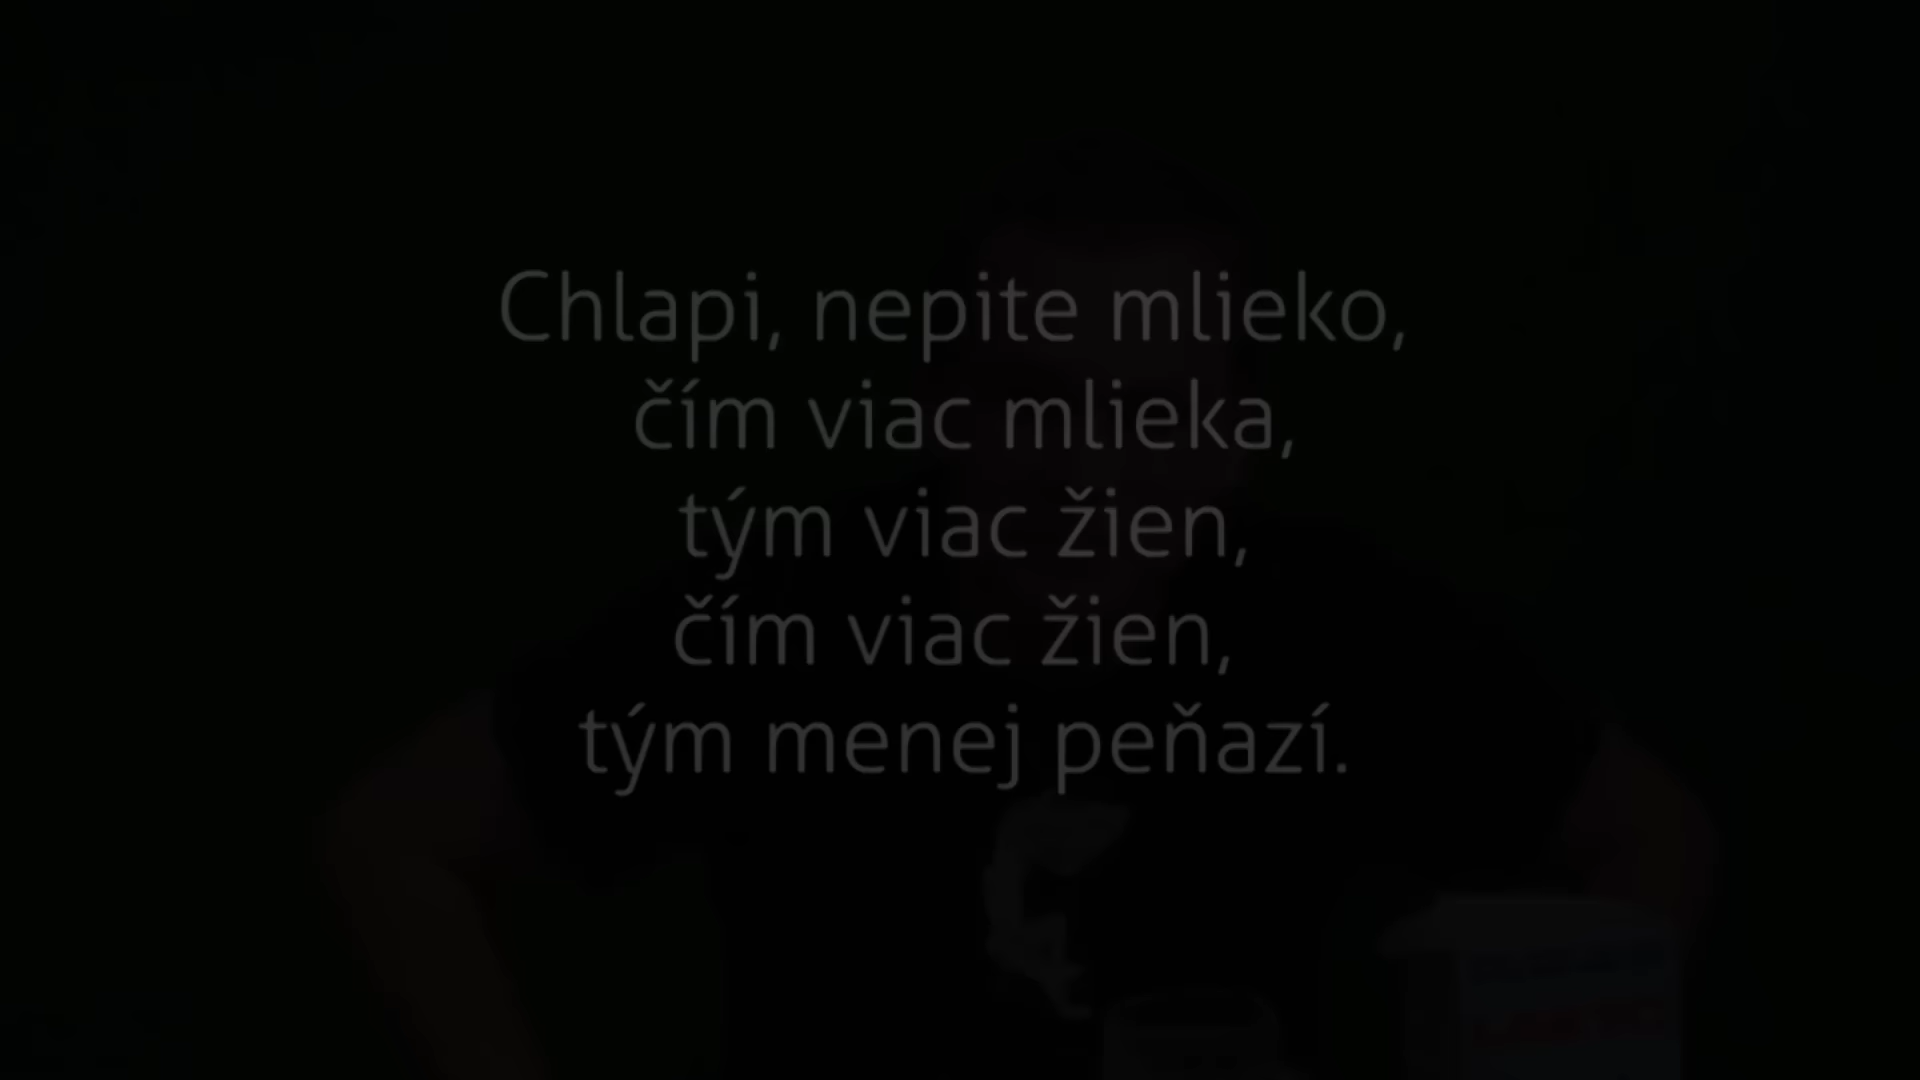 Chlapi, nepite mlieko,
čím viac mlieka,
tým viac žien,
čím viac žien,
tým menej peňazí.